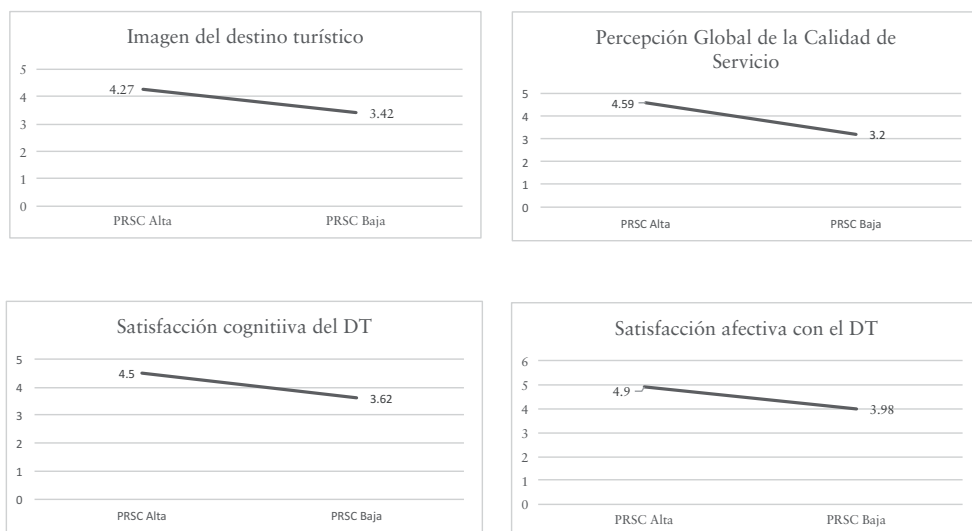 Imagen del destino turístico
5
4
3
2
1
0
4.27
3.42
PRSC Alta
PRSC Baja
Percepción Global de la Calidad de
Servicio
5
4
3
2
1
0
4.59
3.2
PRSC Alta
PRSC Baja
Satisfacción cognitiiva del DT
5
4
3
2
1
0
4.5
3.62
PRSC Alta
PRSC Baja
Satisfacción afectiva con el DT
6
5
4
3
2
1
0
4.9
3.98
PRSC Alta
PRSC Baja